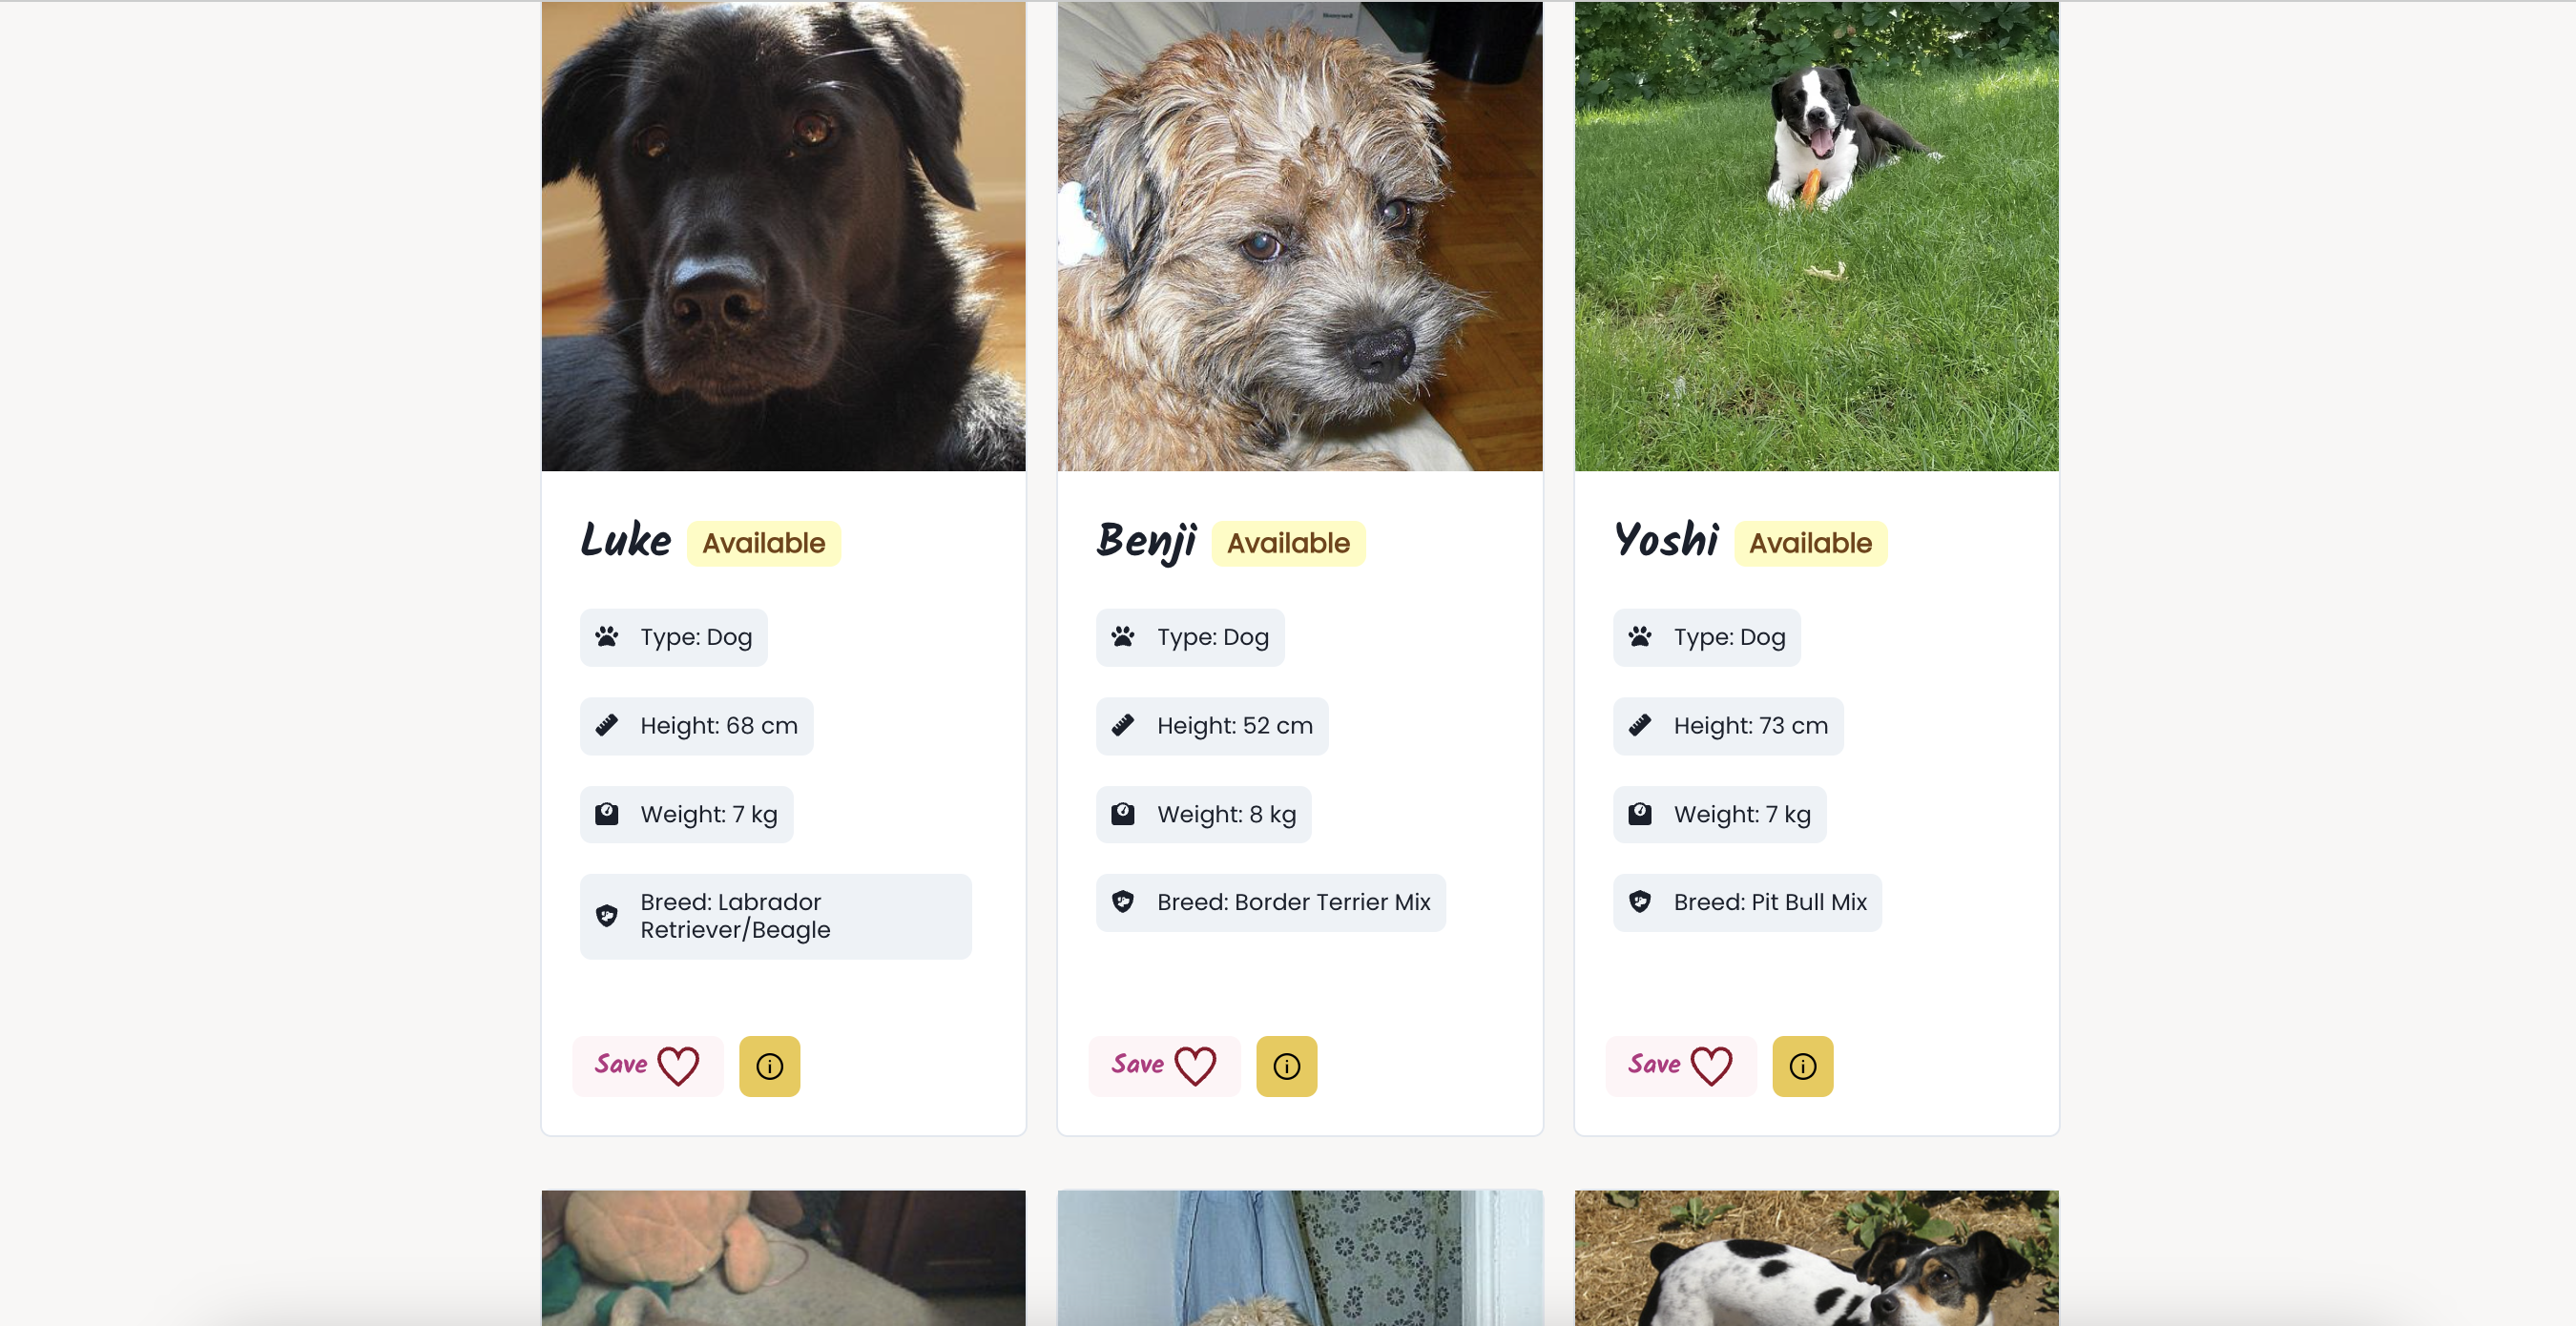 Honeywell
Luke Available
Type: Dog
Height: 68 cm
Weight: 7 kg
Breed: Labrador
Retriever/Beagle
Save
Benji Available
Type: Dog
Height: 52 cm
Weight: 8 kg
Breed: Border Terrier Mix
Save
Yoshi Available
Type: Dog
Height: 73 cm
Weight: 7 kg
Breed: Pit Bull Mix
Save